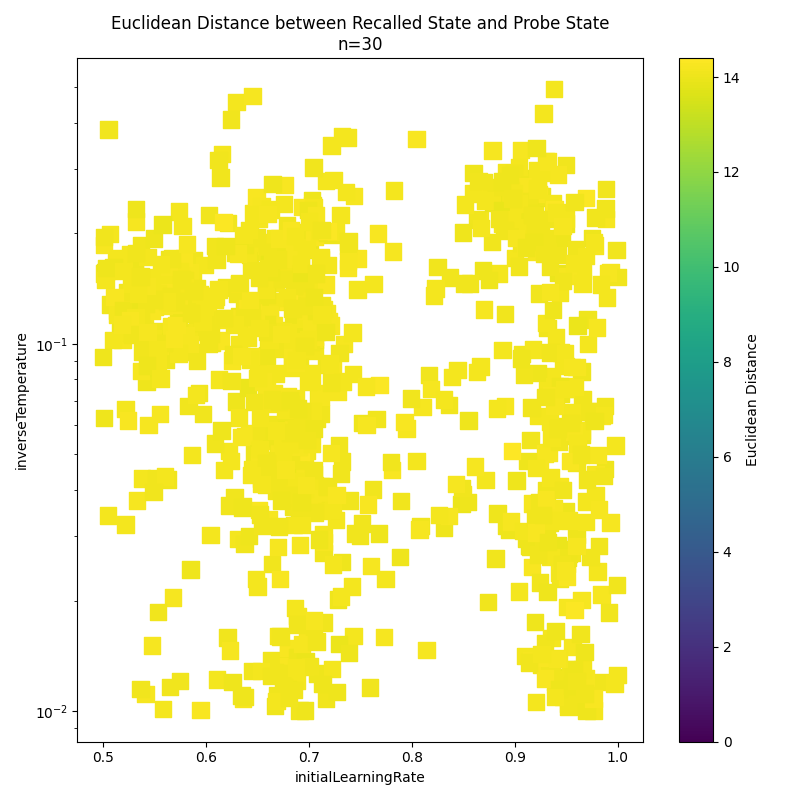 Euclidean Distance between Recalled State and Probe State
n=30
inverseTemperature
10⁻¹
10⁻²
0.5 0.6 0.7 0.8 0.9 1.0
initialLearningRate
14
12
10
8
6
4
2
0
Euclidean Distance